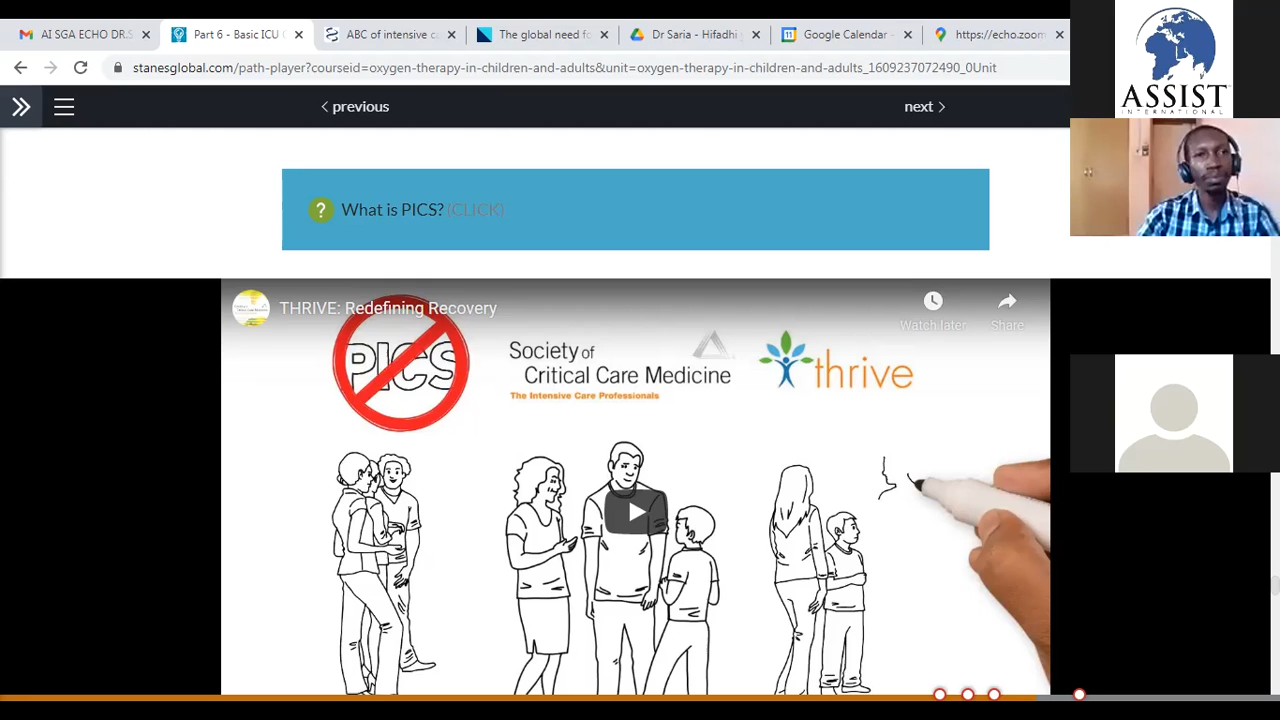 AI SGA ECHO DR.S
Part 6 - Basic ICU
ABC of intensive ca
The global need fo
Dr Saria - Hifadhi
Google Calendar -
https://echo.zoom
stanesglobal.com/path-player?courseid=oxygen-therapy-in-children-and-adults&unit=oxygen-therapy-in-children-and-adults_1609237072490_0Unit
previous
next
ASSIST
INTERNATIONAL
? What is PICS? (CLICK)
THRIVE: Redefining Recovery
Watch later
Share
PICS
Society of
Critical Care Medicine
The Intensive Care Professionals
thrive